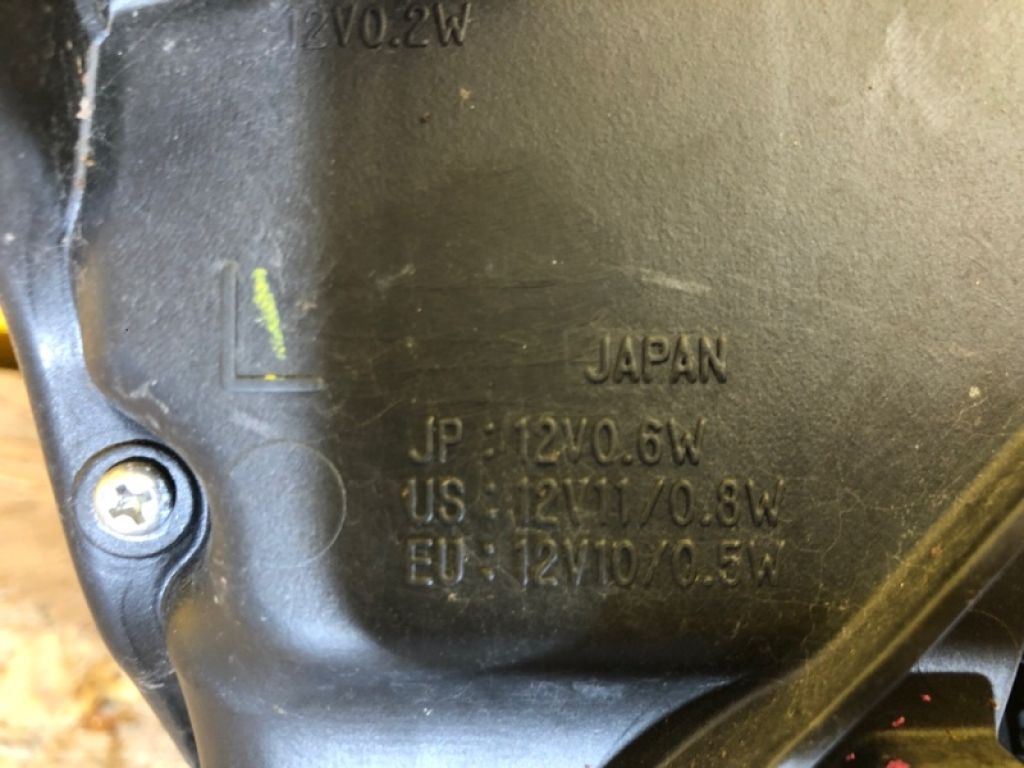 12V0.2W
L
JAPAN
JP : 12V0.6W
US : 12V11/0.8W
EU : 12V10/0.5W